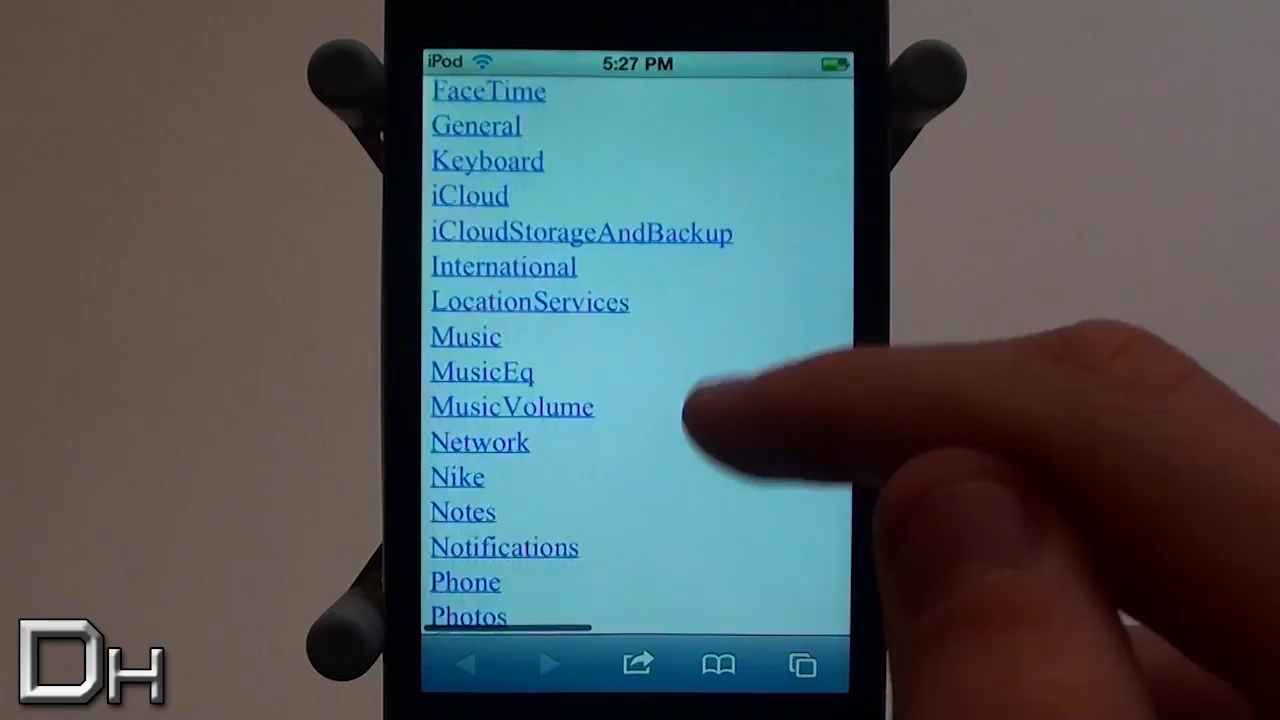 iPod 5:27 PM
FaceTime
General
Keyboard
iCloud
iCloudStorageAndBackup
International
LocationServices
Music
MusicEq
MusicVolume
Network
Nike
Notes
Notifications
Phone
Photos
DH